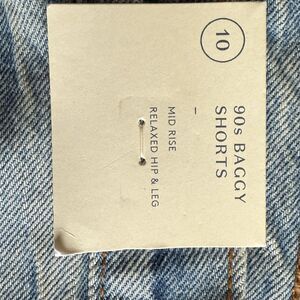 10
90s BAGGY
SHORTS
–
MID RISE
RELAXED HIP & LEG